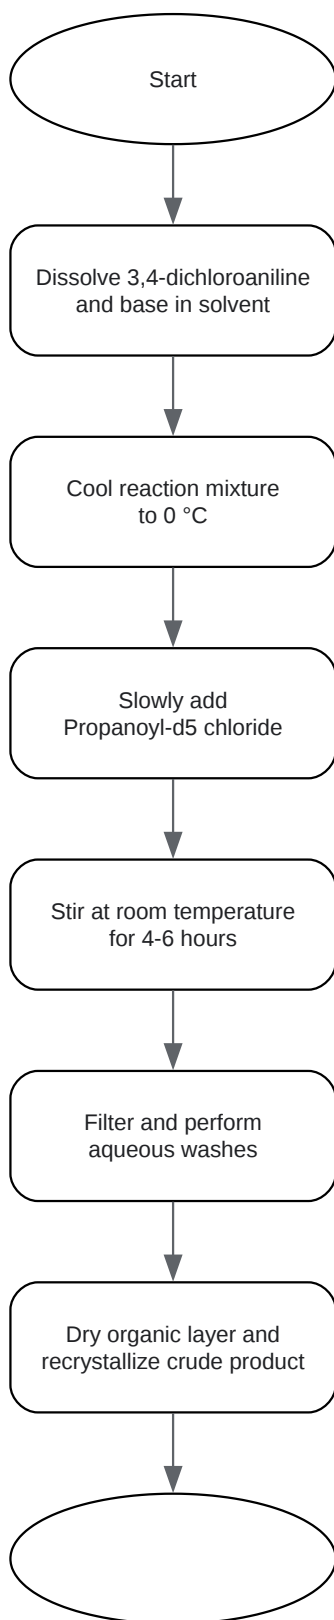 Start
Dissolve 3,4-dichloroaniline
and base in solvent
Cool reaction mixture
to 0 °C
Slowly add
Propanoyl-d5 chloride
Stir at room temperature
for 4-6 hours
Filter and perform
aqueous washes
Dry organic layer and
recrystallize crude product